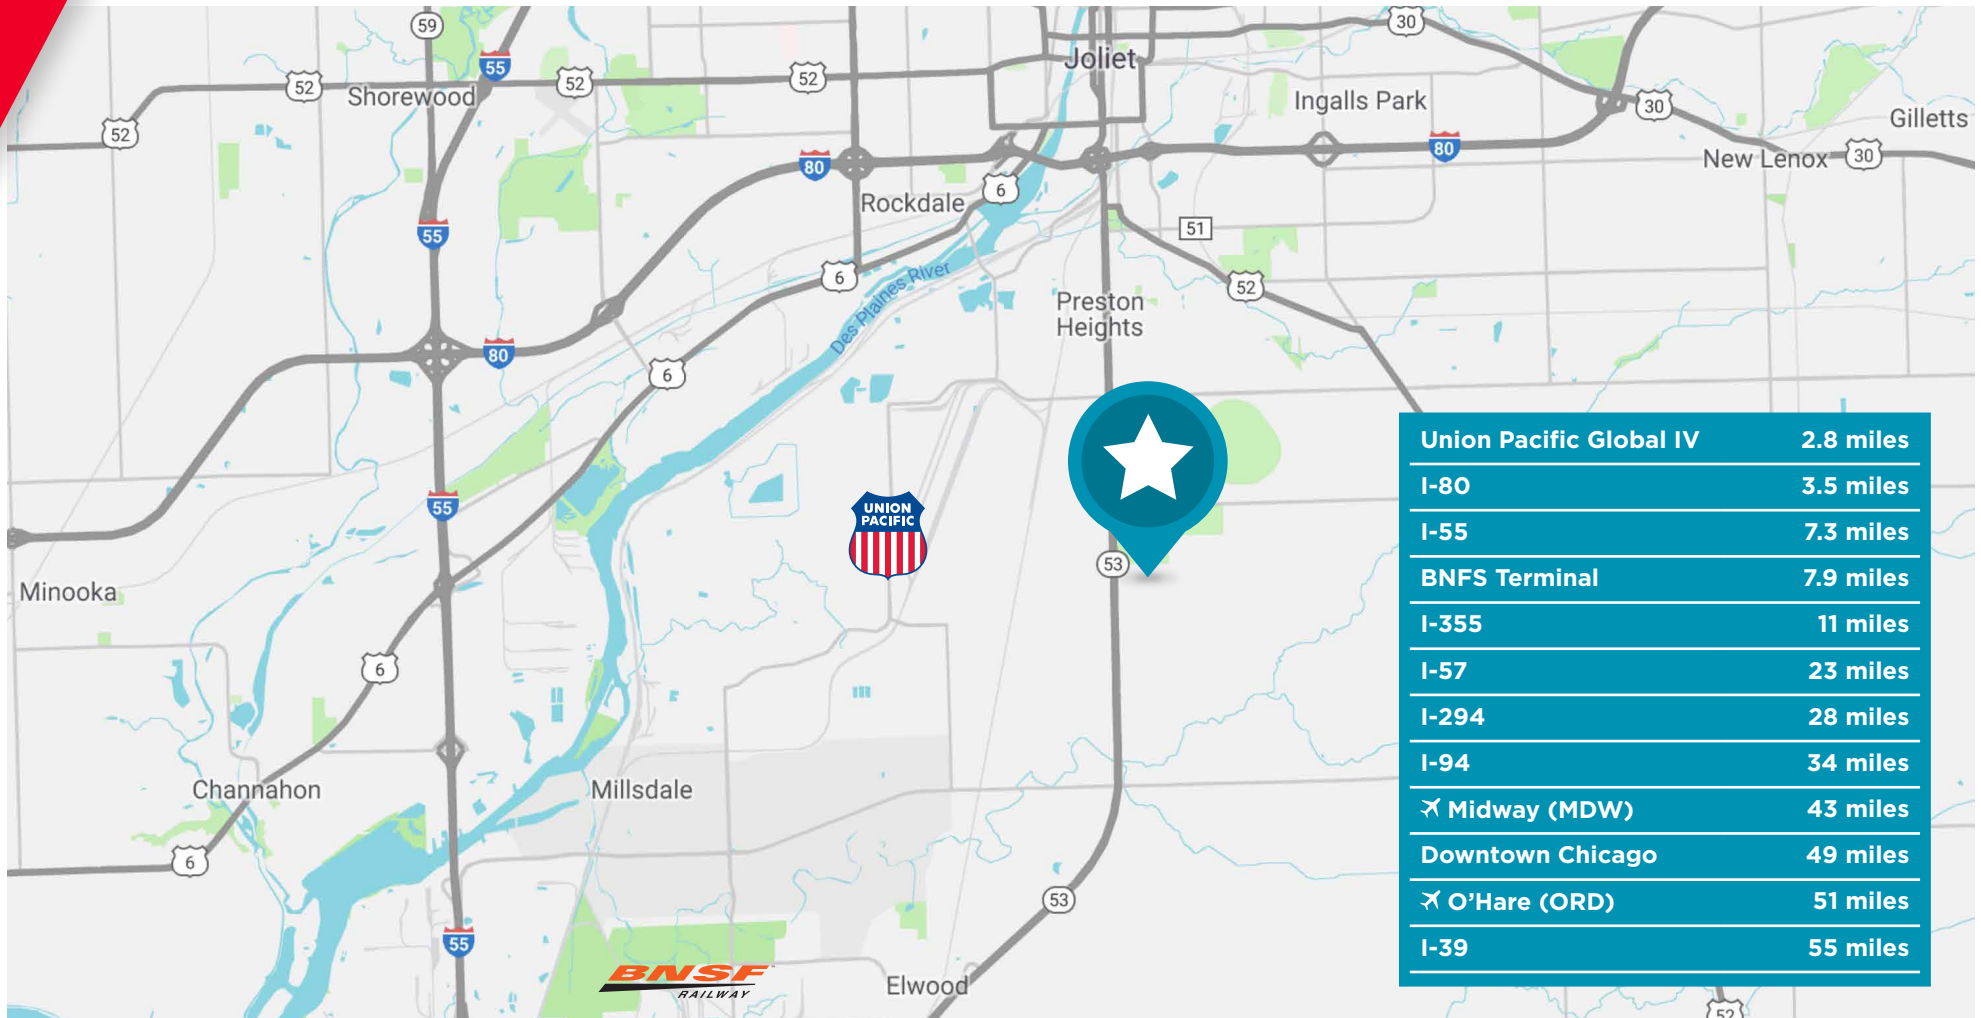 59
30
55
Joliet
52
52
52
Shorewood
Ingalls Park
30
Gilletts
52
80
80
New Lenox
30
6
Rockdale
51
55
6
Des Plaines River
52
Preston
Heights
80
6
Union Pacific Global IV 2.8 miles
I-80 3.5 miles
55
UNION
PACIFIC
I-55 7.3 miles
53
BNFS Terminal 7.9 miles
Minooka
I-355 11 miles
6
I-57 23 miles
I-294 28 miles
I-94 34 miles
Channahon
Millsdale
Midway (MDW) 43 miles
6
Downtown Chicago 49 miles
53
O'Hare (ORD) 51 miles
55
I-39 55 miles
BNSF
RAILWAY
Elwood
52